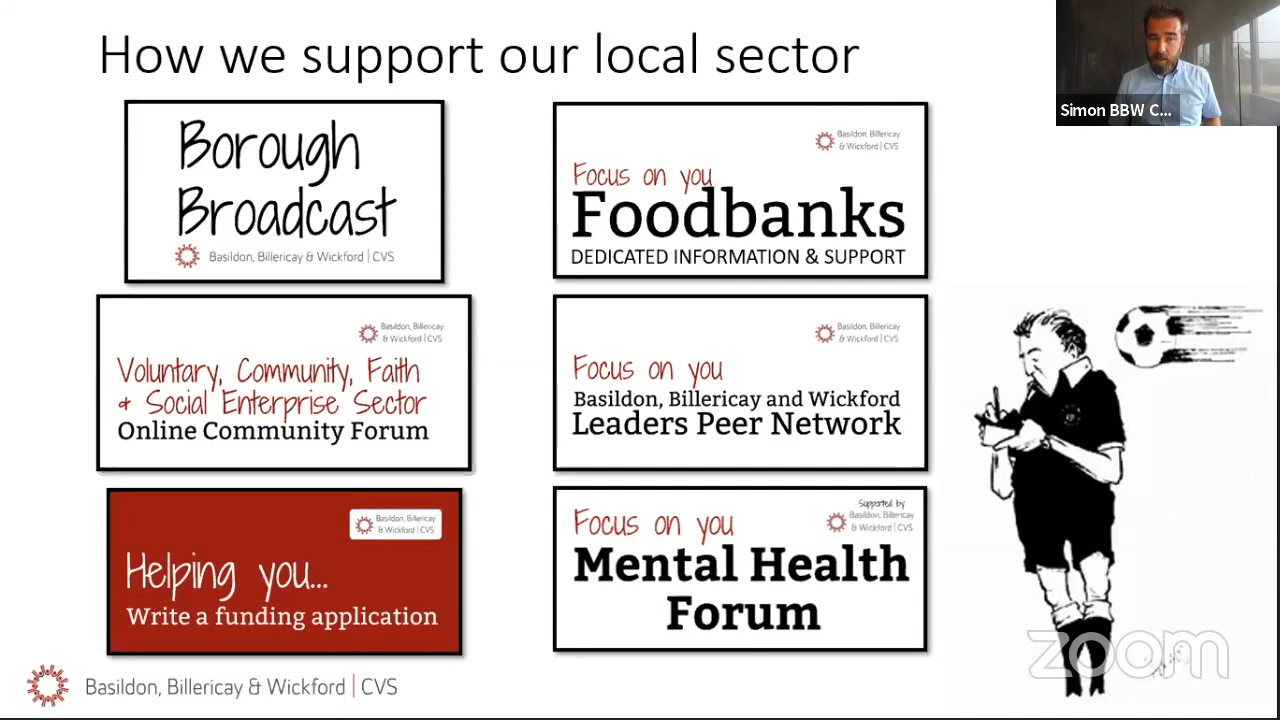 How we support our local sector
Simon BBW C...
Borough
Broadcast
Basildon, Billericay & Wickford | CVS
Basildon, Billericay
& Wickford | CVS
Focus on you
Foodbanks
DEDICATED INFORMATION & SUPPORT
Basildon, Billericay
& Wickford | CVS
Voluntary, Community, Faith
& Social Enterprise Sector
Online Community Forum
Basildon, Billericay
& Wickford | CVS
Focus on you
Basildon, Billericay and Wickford
Leaders Peer Network
Basildon, Billericay
& Wickford | CVS
Helping you...
Write a funding application
Supported by
Basildon, Billericay
& Wickford | CVS
Focus on you
Mental Health
Forum
zoom
Basildon, Billericay & Wickford | CVS